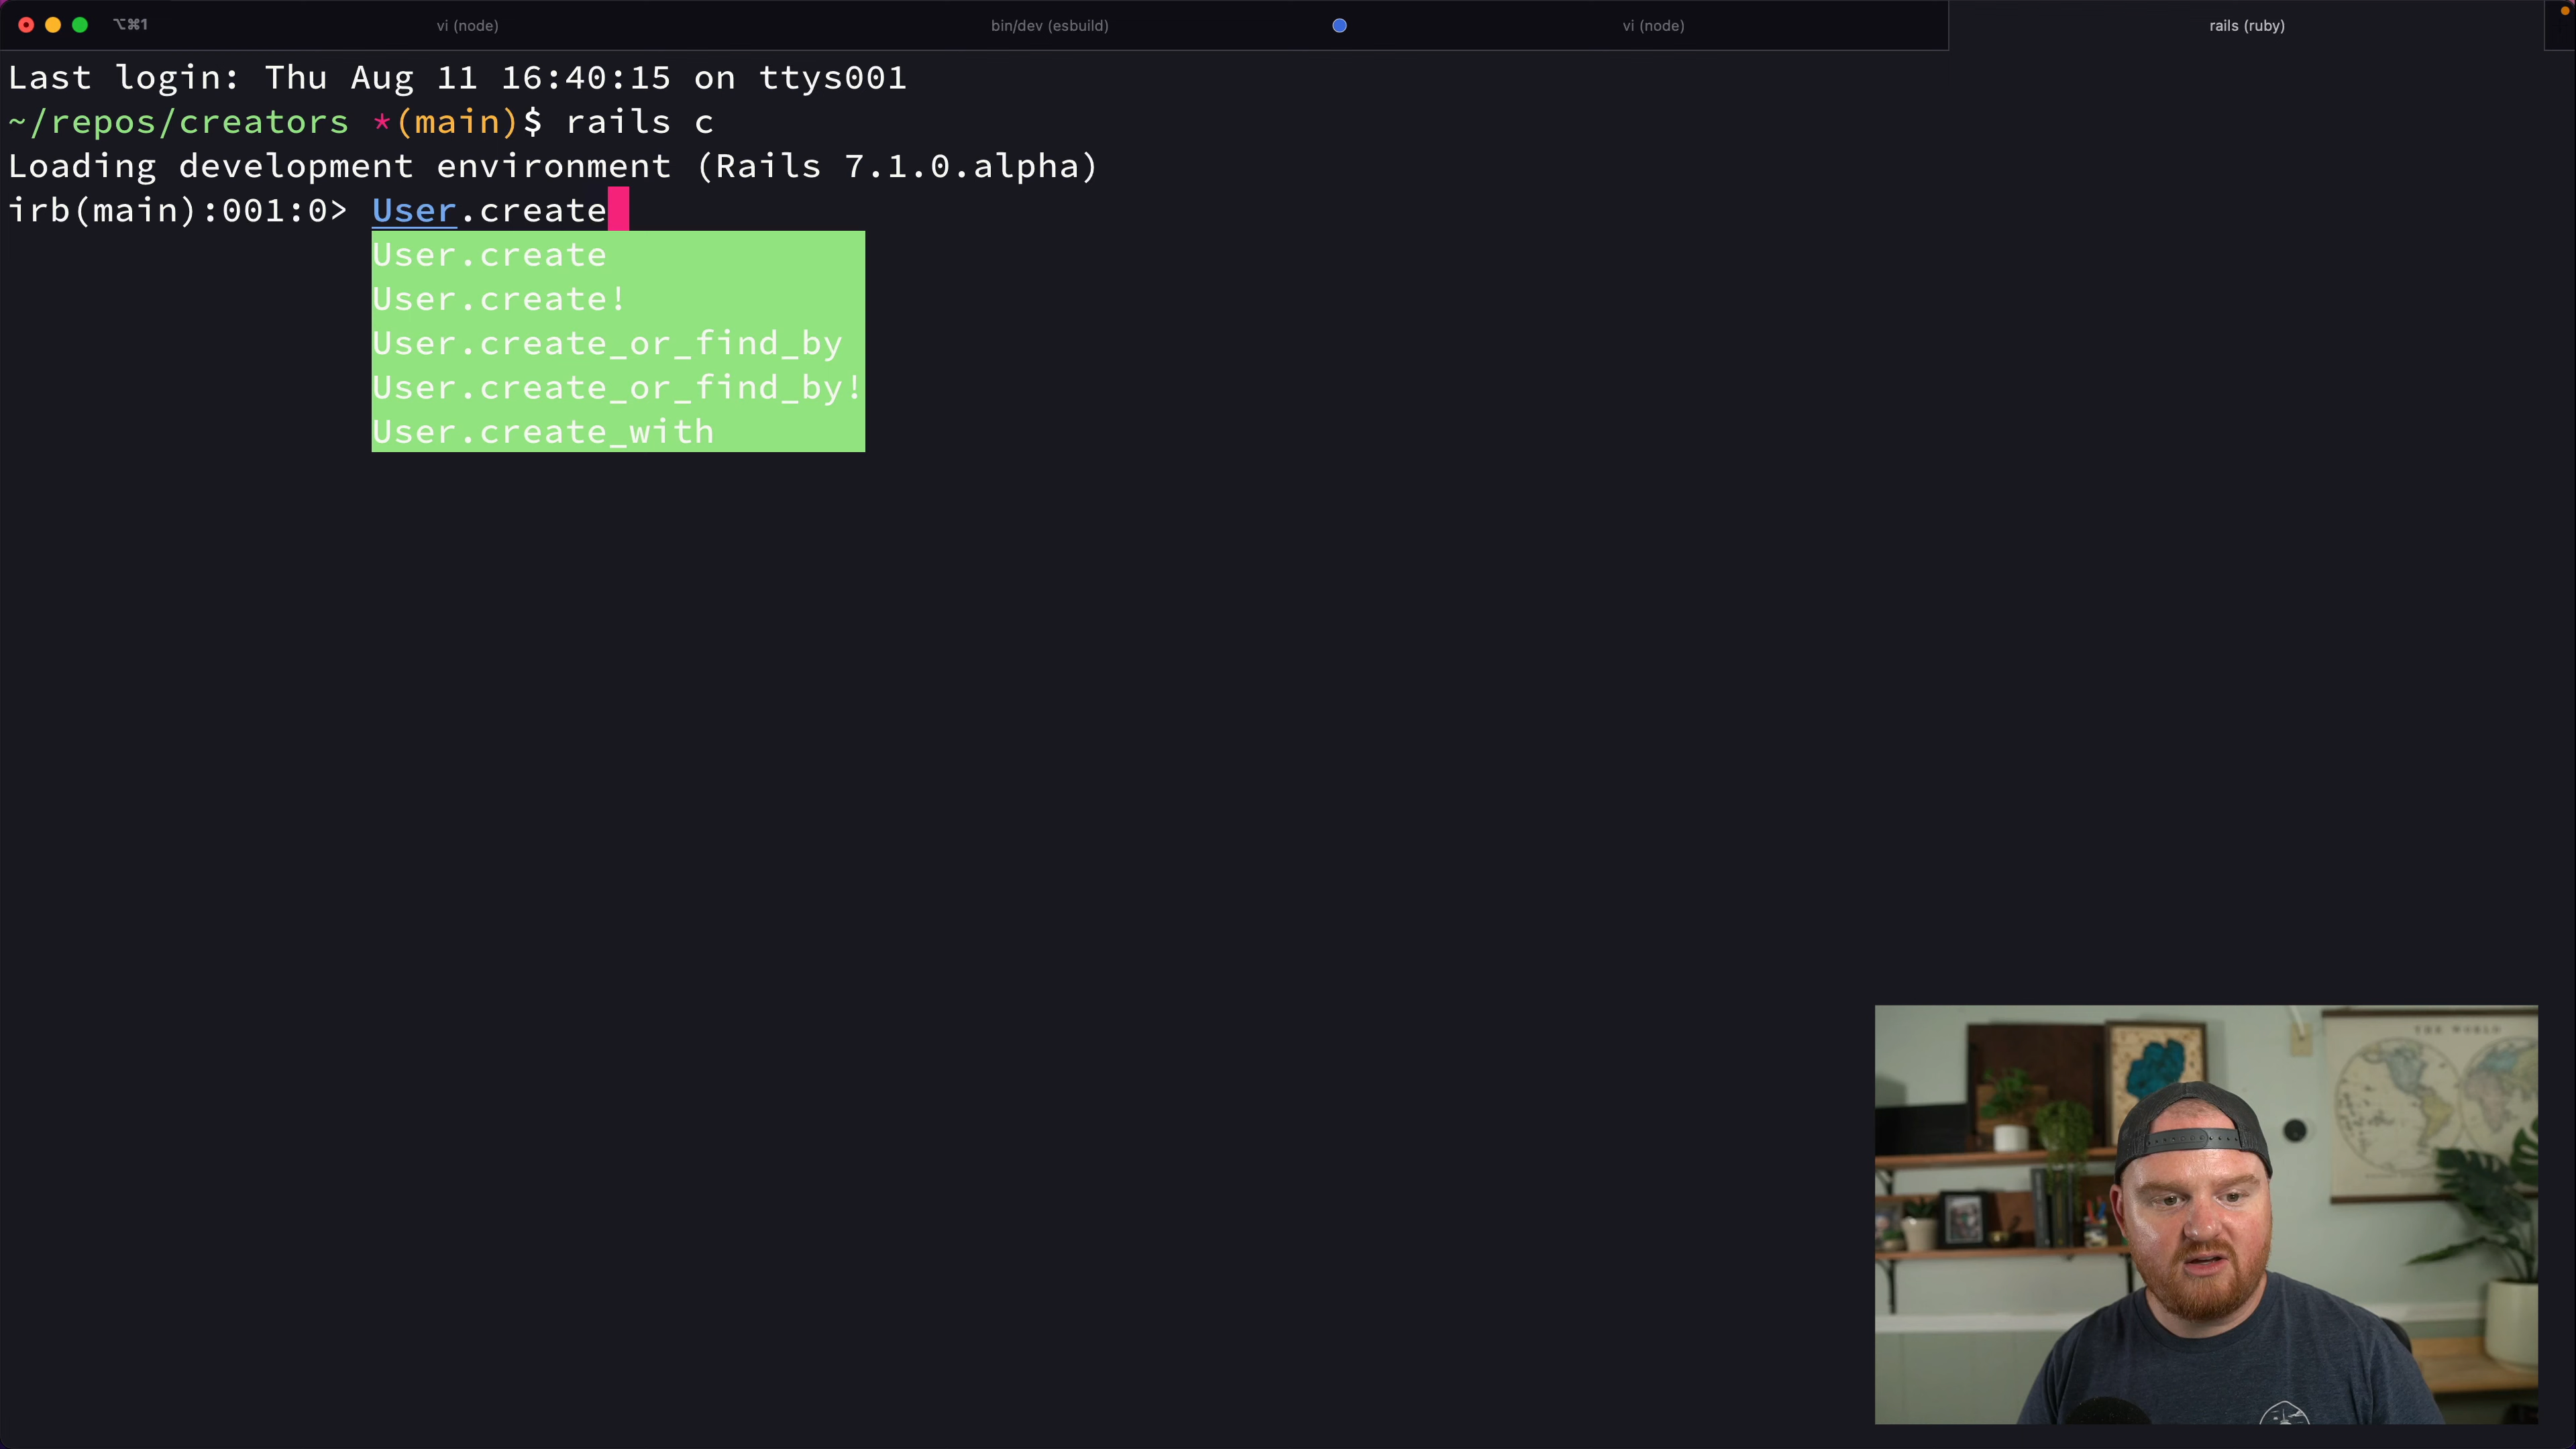 ⌥⌘1
vi (node)
bin/dev (esbuild)
vi (node)
rails (ruby)
Last login: Thu Aug 11 16:40:15 on ttys001
~/repos/creators *(main)$ rails c
Loading development environment (Rails 7.1.0.alpha)
irb(main):001:0> User.create
User.create
User.create!
User.create_or_find_by
User.create_or_find_by!
User.create_with
THE WORLD